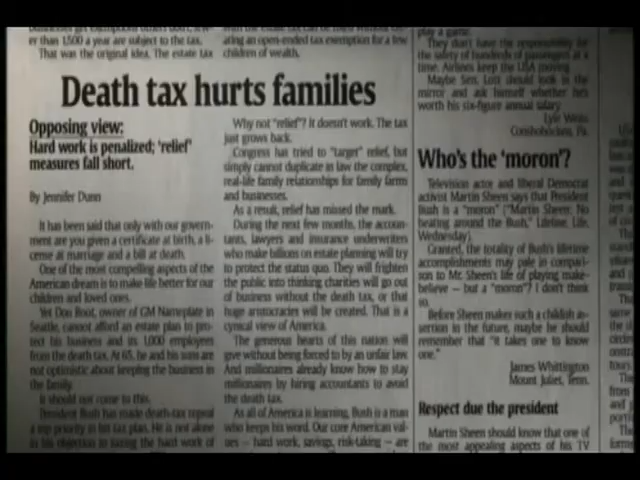 er than 1,500 a year are subject to the tax.
That was the original idea. The estate tax
ating an open-ended tax exemption for a few
children of wealth.
Death tax hurts families
Opposing view:
Hard work is penalized; 'relief'
measures fall short.
By Jennifer Dunn
It has been said that only with our govern-
ment are you given a certificate at birth, a li-
cense at marriage and a bill at death.
One of the most compelling aspects of the
American dream is to make life better for our
children and loved ones.
Yet Don Root, owner of GM Nameplate in
Seattle, cannot afford an estate plan to pro-
tect his business and its 1,000 employees
from the death tax. At 65, he and his sons are
not optimistic about keeping the business in
the family.
It should not come to this.
President Bush has made death-tax repeal
a top priority in his tax plan. He is not alone
in his objection to taxing the hard work of
Why not "relief"? It doesn't work. The tax
just grows back.
Congress has tried to "target" relief, but
simply cannot duplicate in law the complex,
real-life family relationships for family farms
and businesses.
As a result, relief has missed the mark.
During the next few months, the accoun-
tants, lawyers and insurance underwriters
who make billions on estate planning will try
to protect the status quo. They will frighten
the public into thinking charities will go out
of business without the death tax, or that
huge aristocracies will be created. That is a
cynical view of America.
The generous hearts of this nation will
give without being forced to by an unfair law.
And millionaires already know how to stay
millionaires by hiring accountants to avoid
the death tax.
As all of America is learning, Bush is a man
who keeps his word. Our core American val-
ues — hard work, savings, risk-taking — are
play a game.
They don't have the responsibility for
the safety of hundreds of passengers at a
time. Airlines keep the USA moving.
Maybe Sen. Lott should look in the
mirror and ask himself whether he's
worth his six-figure annual salary.
Lyle Weiss
Conshohocken, Pa.
Who's the 'moron'?
Television actor and liberal Democrat
activist Martin Sheen says that President
Bush is a "moron" ("Martin Sheen: No
beating around the Bush," Lifeline, Life,
Wednesday).
Granted, the totality of Bush's lifetime
accomplishments may pale in compari-
son to Mr. Sheen's life of playing make-
believe — but a "moron"? I don't think
so.
Before Sheen makes such a childish as-
sertion in the future, maybe he should
remember that "it takes one to know
one."
James Whittington
Mount Juliet, Tenn.
Respect due the president
Martin Sheen should know that one of
the most appealing aspects of his TV